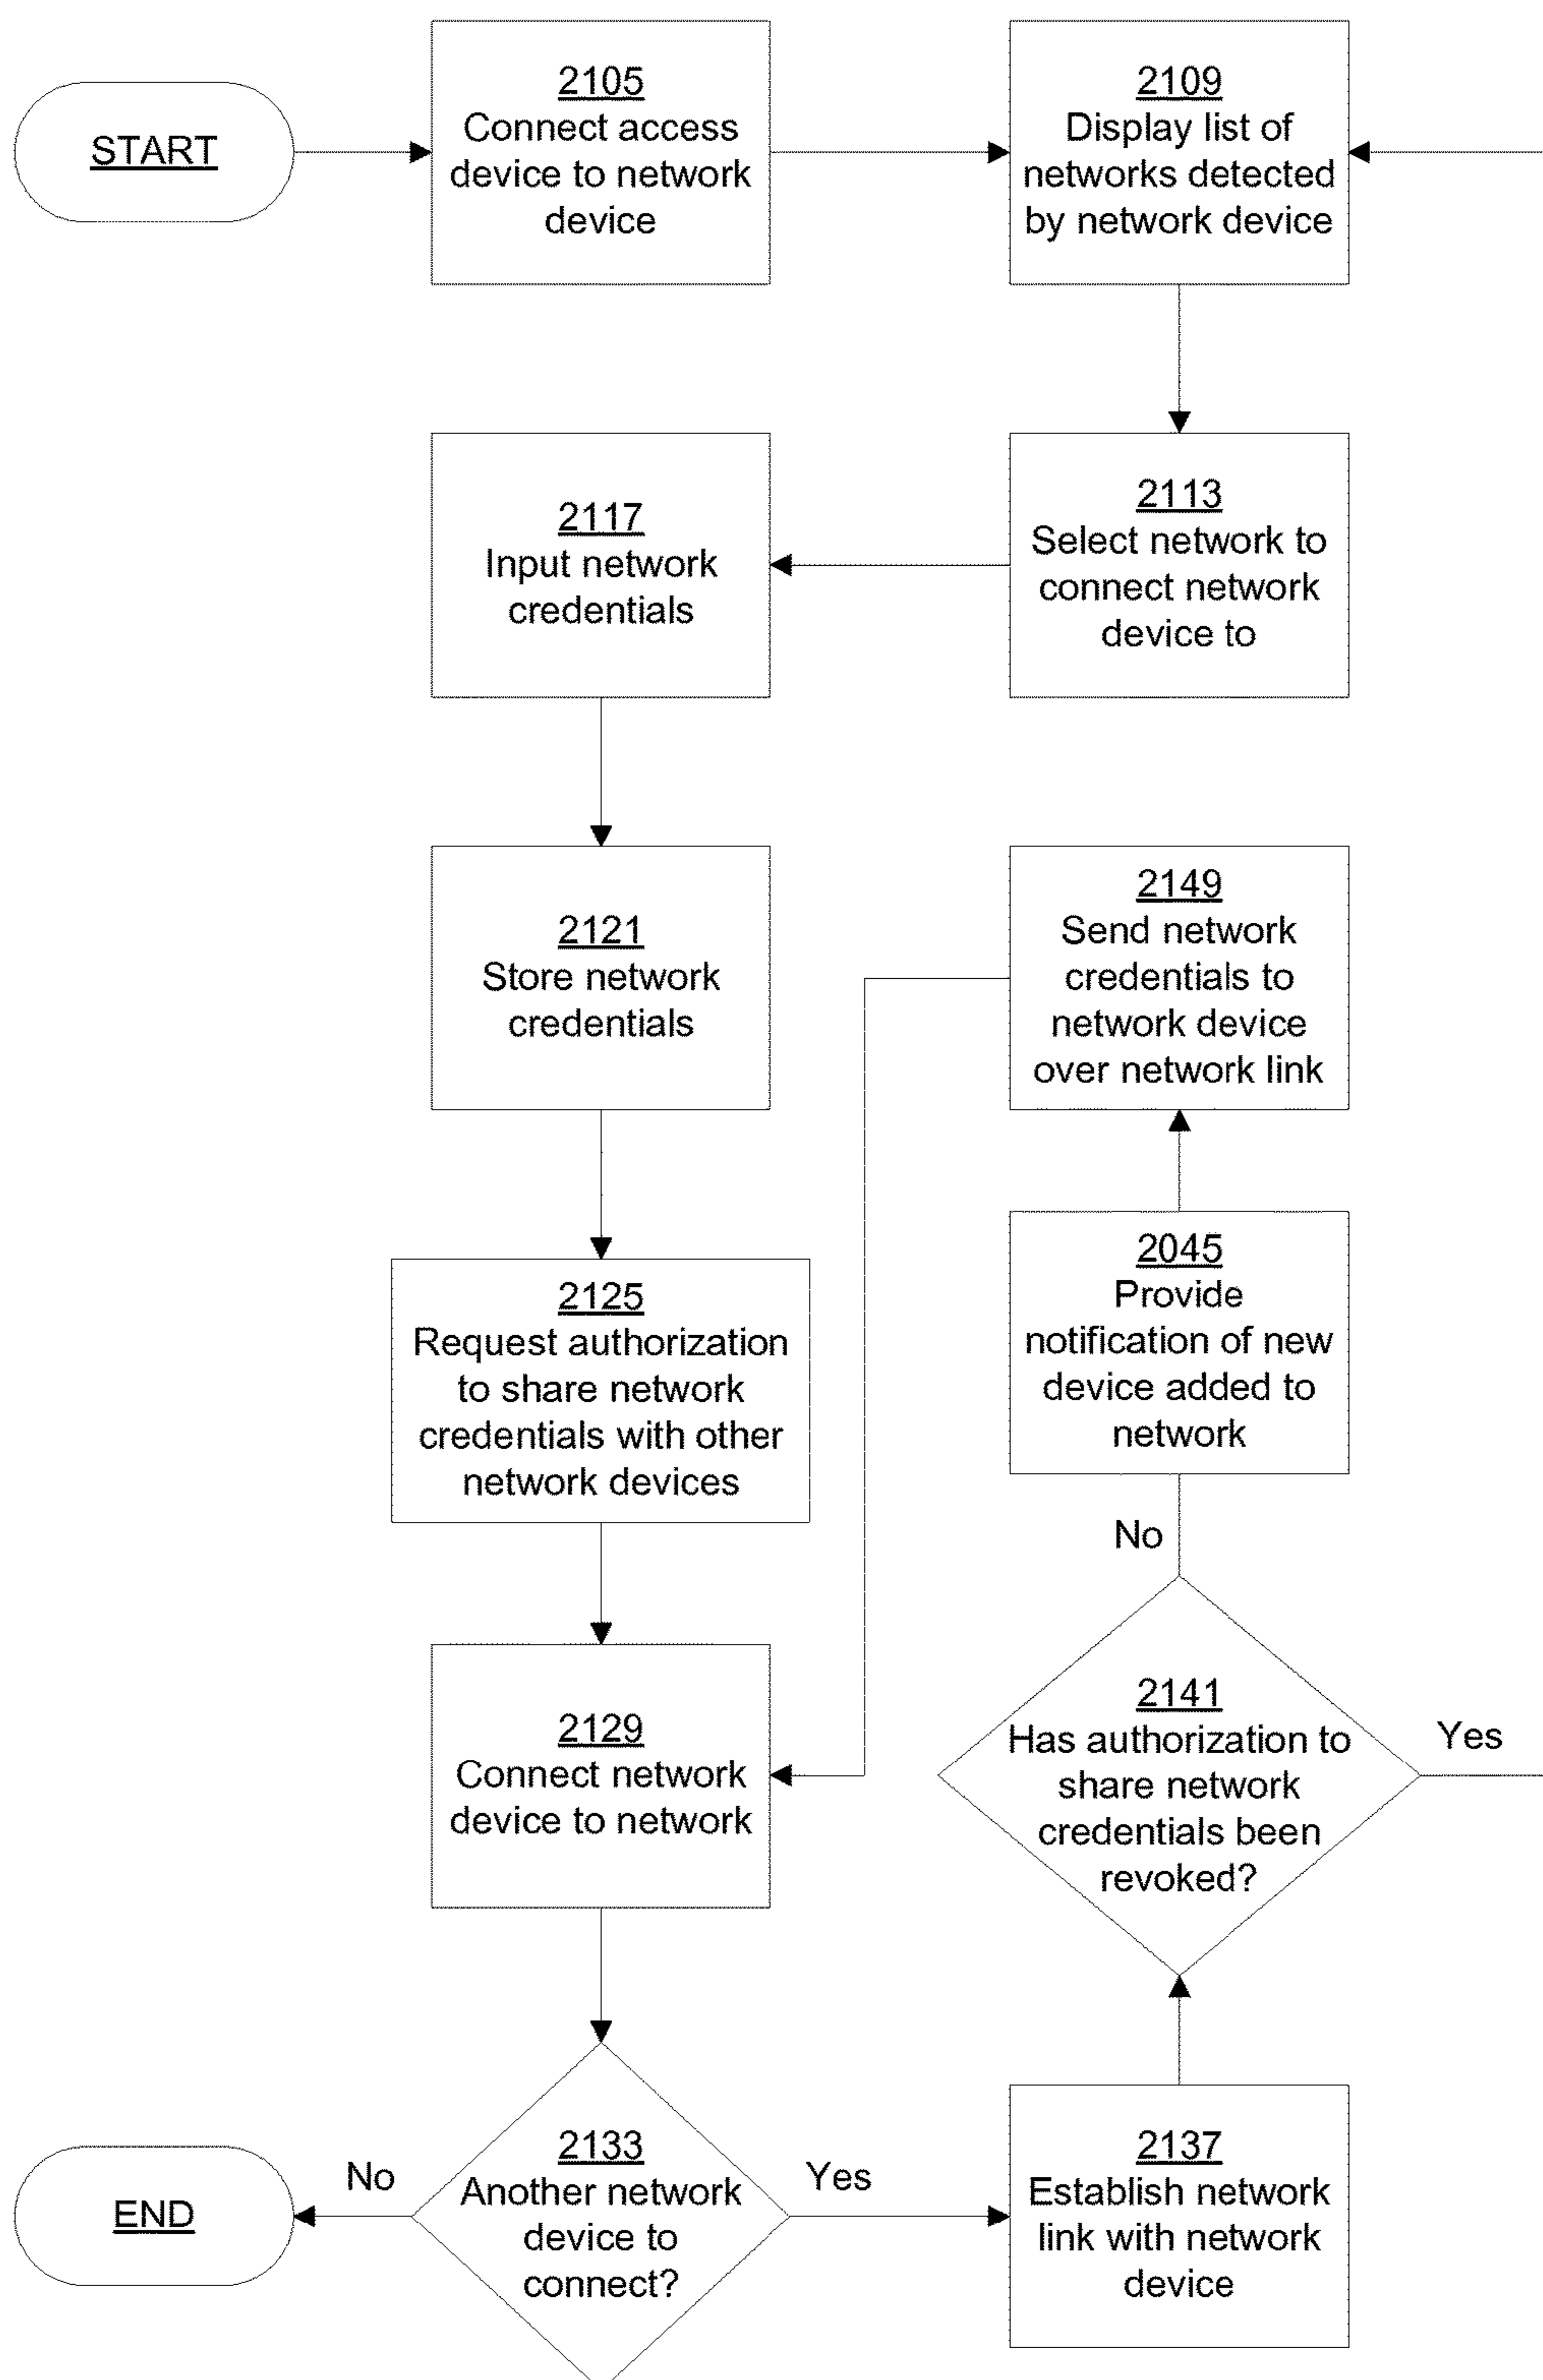 START
2105
Connect access
device to network
device
2109
Display list of
networks detected
by network device
2113
Select network to
connect network
device to
2117
Input network
credentials
2121
Store network
credentials
2125
Request authorization
to share network
credentials with other
network devices
2129
Connect network
device to network
2133
Another network
device to
connect?
No
END
Yes
2137
Establish network
link with network
device
2141
Has authorization to
share network
credentials been
revoked?
Yes
No
2045
Provide
notification of new
device added to
network
2149
Send network
credentials to
network device
over network link